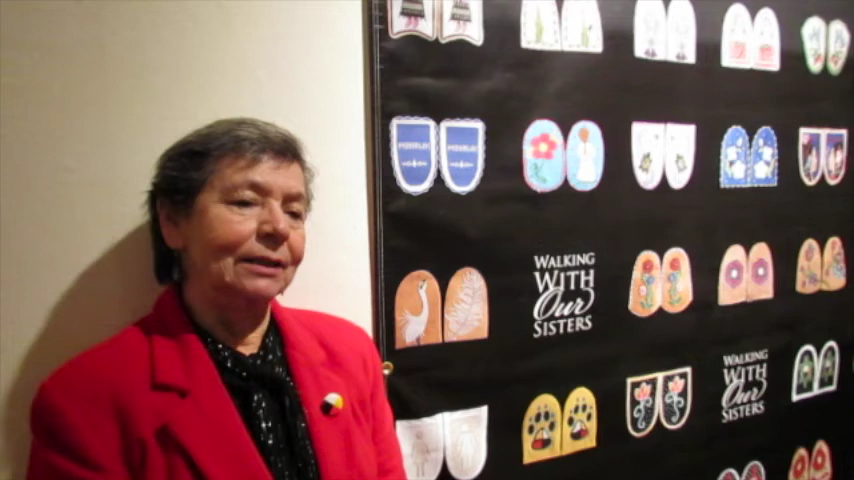 WALKING
WITH
Our
SISTERS
WALKING
WITH
Our
SISTERS